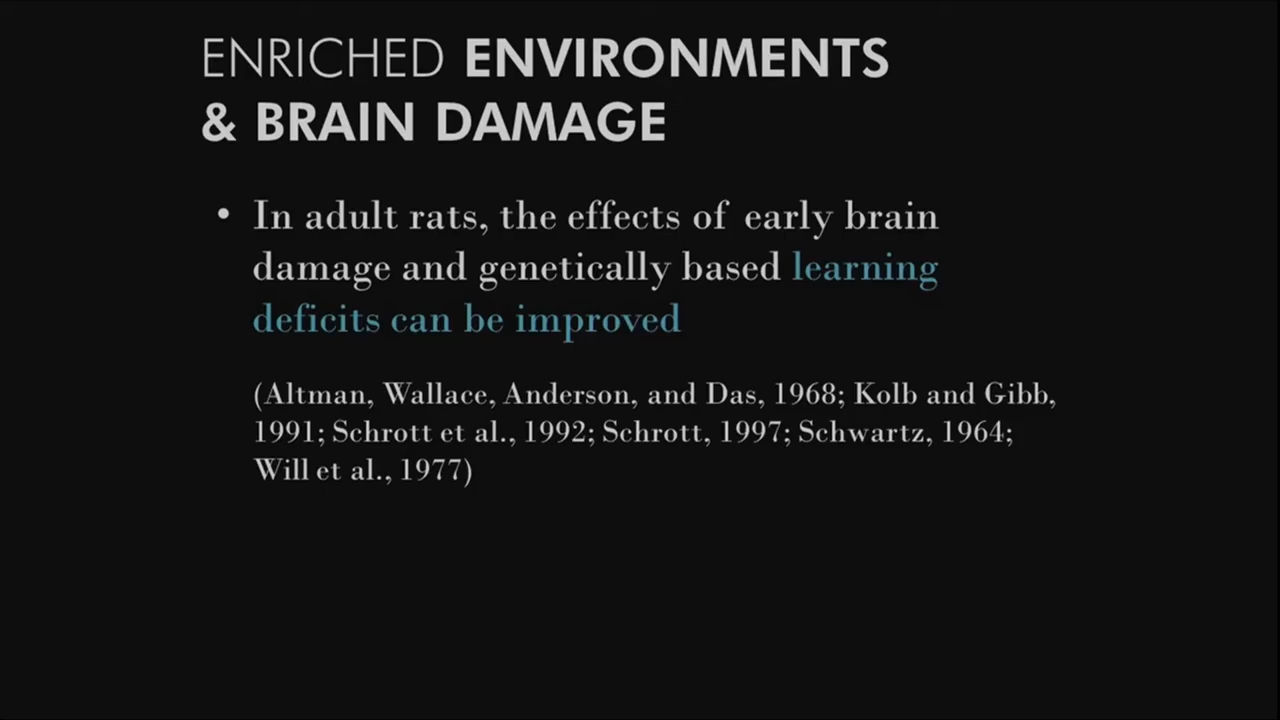 ENRICHED ENVIRONMENTS
& BRAIN DAMAGE
• In adult rats, the effects of early brain
damage and genetically based learning
deficits can be improved
(Altman, Wallace, Anderson, and Das, 1968; Kolb and Gibb,
1991; Schrott et al., 1992; Schrott, 1997; Schwartz, 1964;
Will et al., 1977)